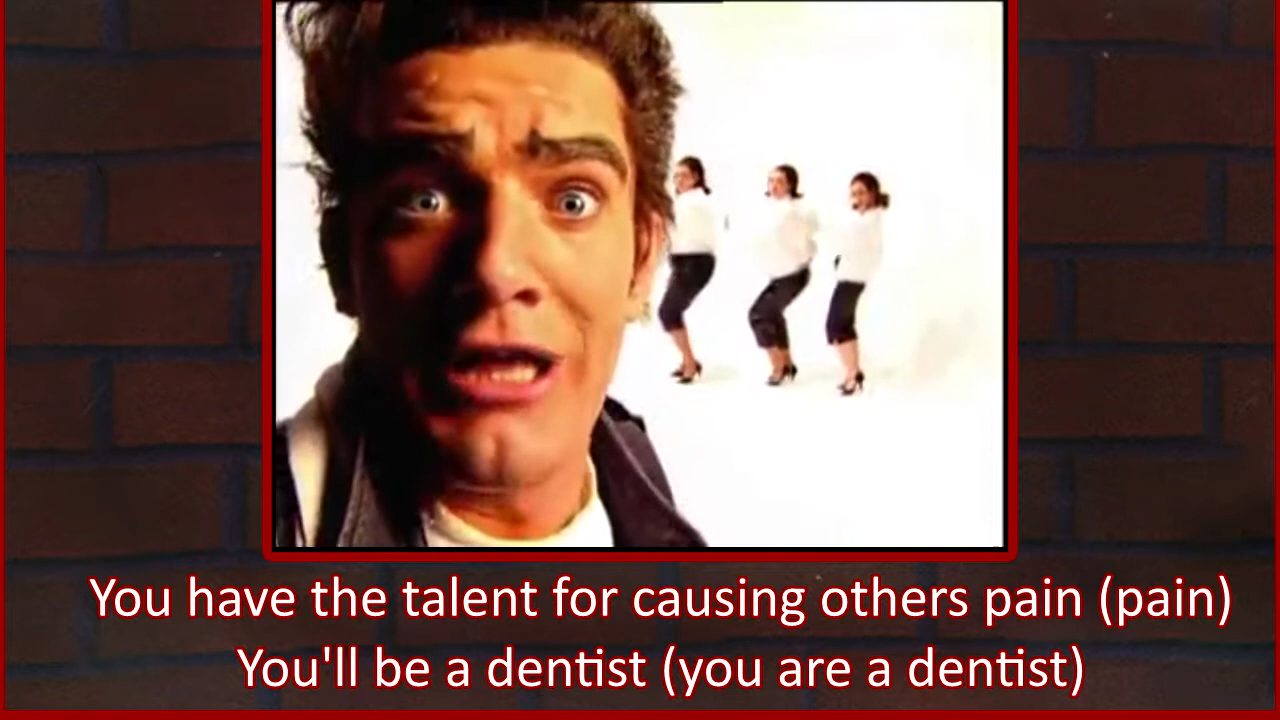 You have the talent for causing others pain (pain)
You'll be a dentist (you are a dentist)